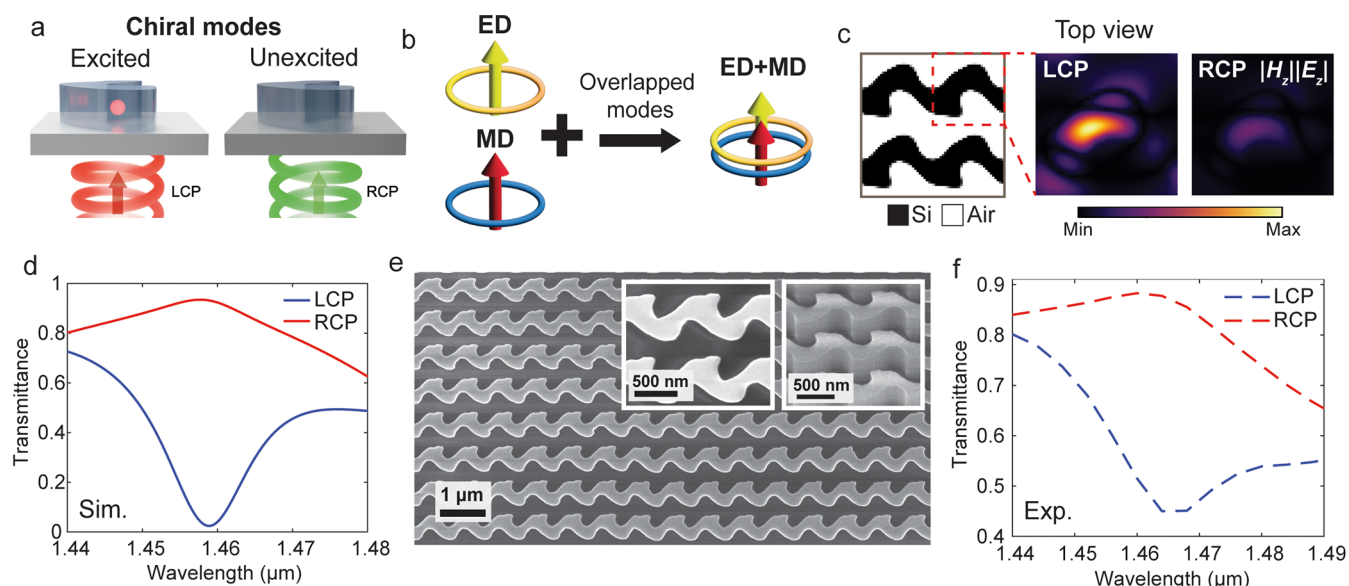 a
Chiral modes
Excited
Unexcited
LCP
RCP
b
ED
MD
Overlapped
modes
ED+MD
c
Top view
LCP
RCP |Hz||Ez|
Si
Air
Min
Max
d
Transmittance
1
0.8
0.6
0.4
0.2
0
LCP
RCP
Sim.
1.44
1.45
1.46
1.47
1.48
Wavelength (µm)
e
1 µm
500 nm
500 nm
f
Transmittance
0.9
0.8
0.7
0.6
0.5
0.4
LCP
RCP
Exp.
1.44
1.45
1.46
1.47
1.48
1.49
Wavelength (µm)